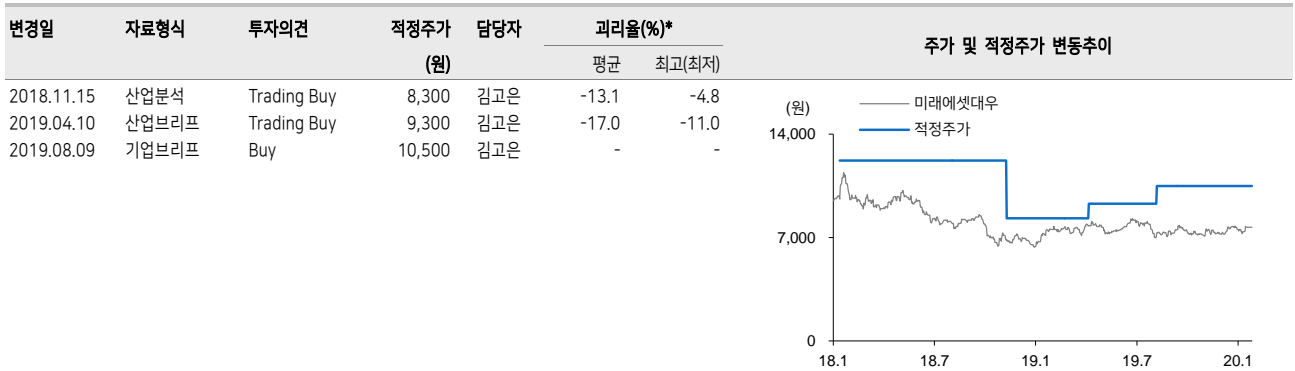 변경일 자료형식 투자의견 적정주가 담당자 괴리율(%)* 주가 및 적정주가 변동추이
(원) 평균 최고(최저)
2018.11.15 산업분석 Trading Buy 8,300 김고은 -13.1 -4.8
2019.04.10 산업브리프 Trading Buy 9,300 김고은 -17.0 -11.0
2019.08.09 기업브리프 Buy 10,500 김고은 - -
(원)
미래에셋대우
적정주가
14,000
7,000
0
18.1 18.7 19.1 19.7 20.1